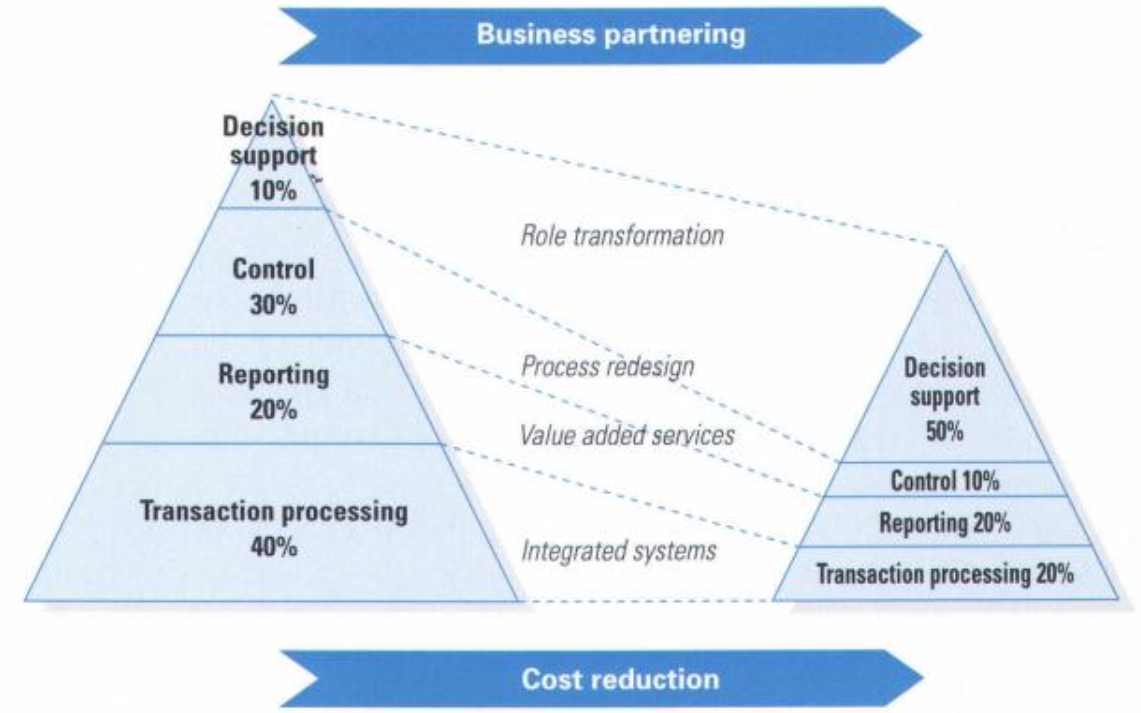 Business partnering
Decision
support
10%
Control
30%
Reporting
20%
Transaction processing
40%
Role transformation
Process redesign
Value added services
Integrated systems
Decision
support
50%
Control 10%
Reporting 20%
Transaction processing 20%
Cost reduction